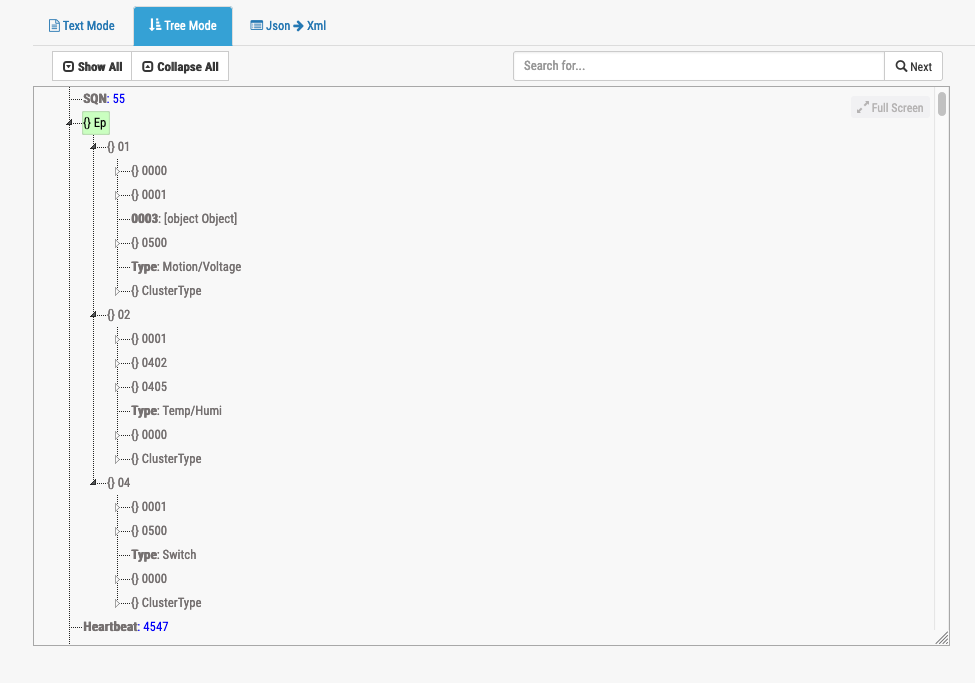 Text Mode Tree Mode Json Xml
Show All Collapse All Search for... Next
SQN: 55
Full Screen
{} Ep
{} 01
{} 0000
{} 0001
0003: [object Object]
{} 0500
Type: Motion/Voltage
{} ClusterType
{} 02
{} 0001
{} 0402
{} 0405
Type: Temp/Humi
{} 0000
{} ClusterType
{} 04
{} 0001
{} 0500
Type: Switch
{} 0000
{} ClusterType
Heartbeat: 4547